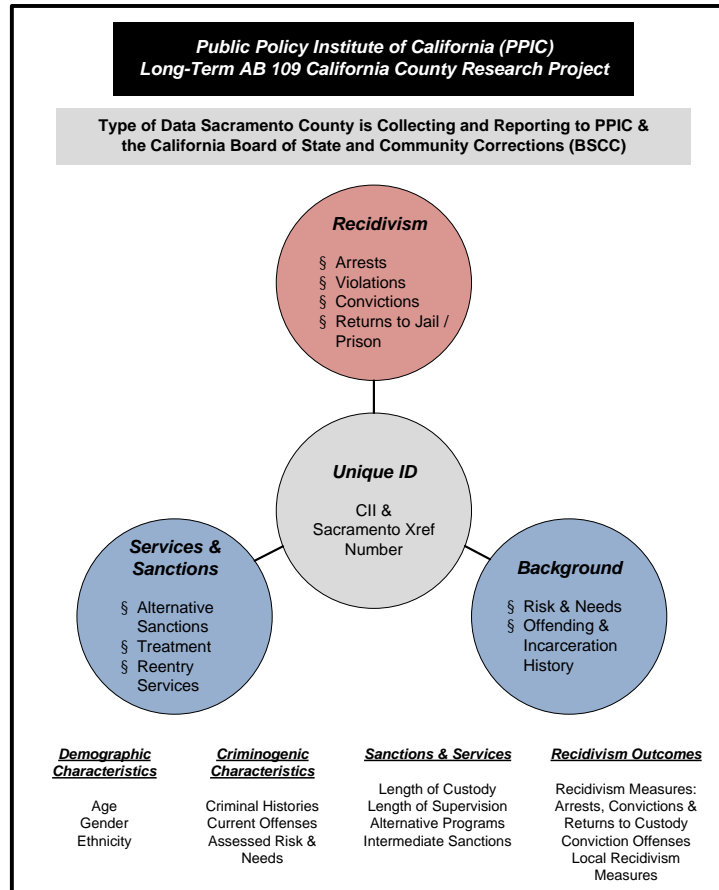 Public Policy Institute of California (PPIC)
Long-Term AB 109 California County Research Project
Type of Data Sacramento County is Collecting and Reporting to PPIC &
the California Board of State and Community Corrections (BSCC)
Recidivism
§ Arrests
§ Violations
§ Convictions
§ Returns to Jail /
Prison
Unique ID
CII &
Sacramento Xref
Number
Services &
Sanctions
§ Alternative
Sanctions
§ Treatment
§ Reentry
Services
Background
§ Risk & Needs
§ Offending &
Incarceration
History
Demographic
Characteristics
Age
Gender
Ethnicity
Criminogenic
Characteristics
Criminal Histories
Current Offenses
Assessed Risk &
Needs
Sanctions & Services
Length of Custody
Length of Supervision
Alternative Programs
Intermediate Sanctions
Recidivism Outcomes
Recidivism Measures:
Arrests, Convictions &
Returns to Custody
Conviction Offenses
Local Recidivism
Measures